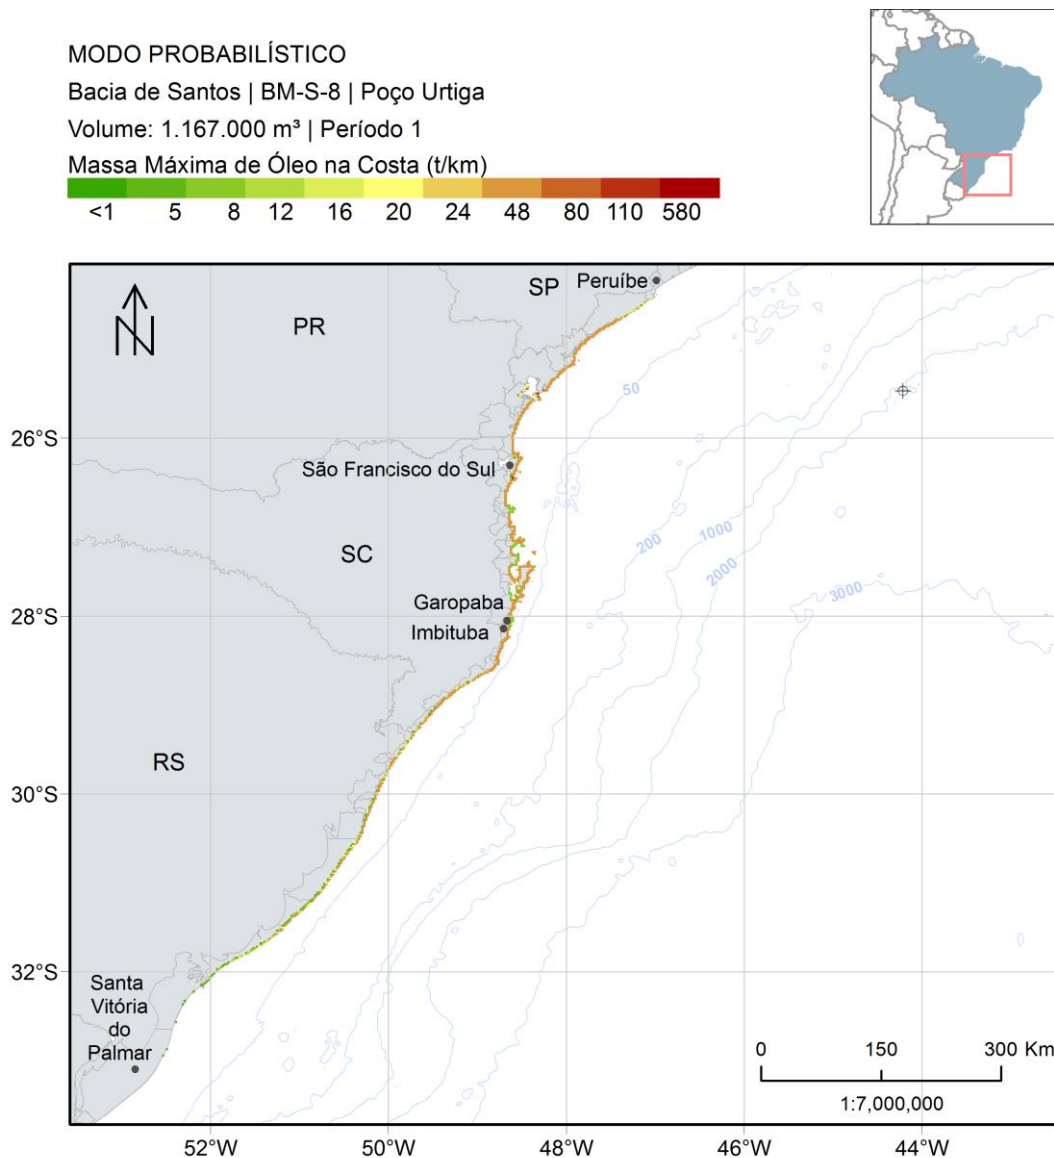 MODO PROBABILÍSTICO
Bacia de Santos | BM-S-8 | Poço Urtiga
Volume: 1.167.000 m³ | Período 1
Massa Máxima de Óleo na Costa (t/km)
<1 5 8 12 16 20 24 48 80 110 580
SP
Peruíbe
PR
50
26°S
São Francisco do Sul
SC
200
1000
2000
3000
Garopaba
28°S
Imbituba
RS
30°S
32°S
Santa
Vitória
do
Palmar
0 150 300 Km
1:7,000,000
52°W 50°W 48°W 46°W 44°W
N